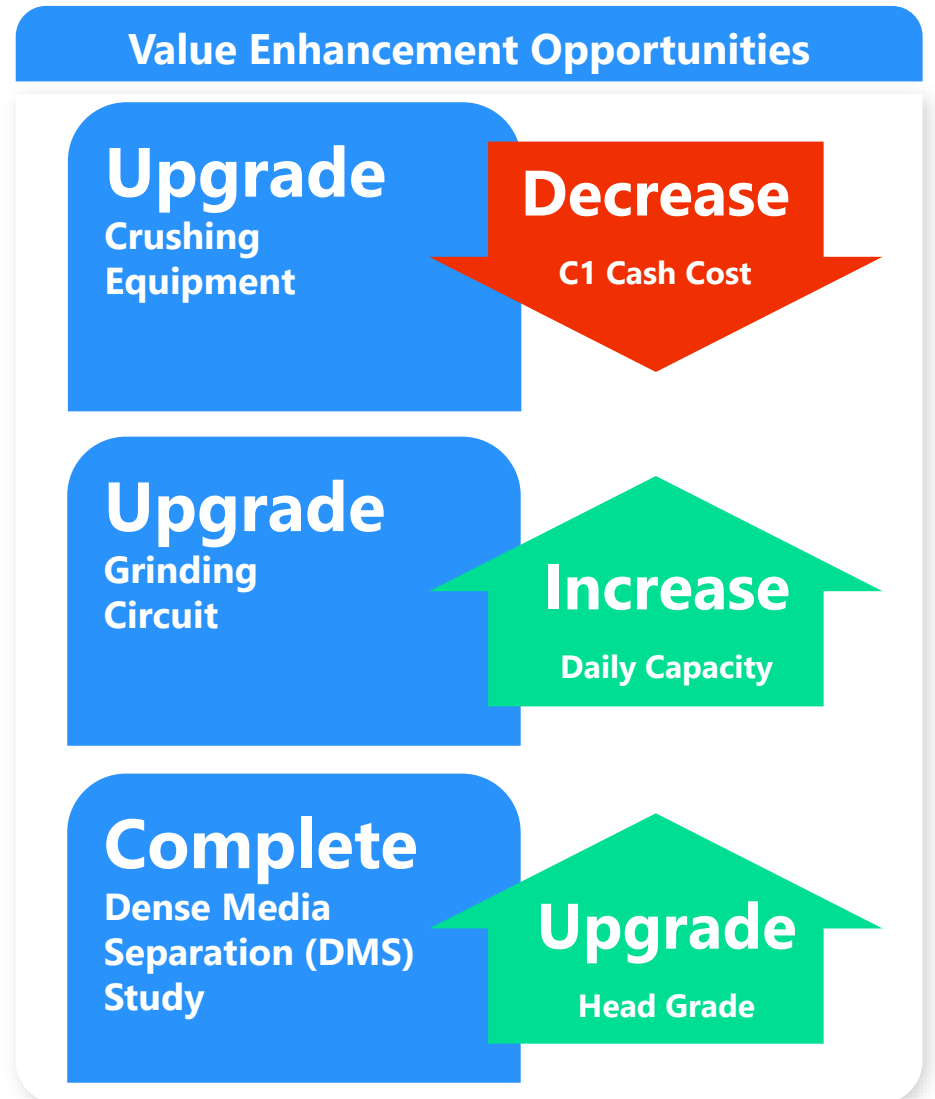 Value Enhancement Opportunities
Upgrade
Crushing
Equipment
Decrease
C1 Cash Cost
Upgrade
Grinding
Circuit
Increase
Daily Capacity
Complete
Dense Media
Separation (DMS)
Study
Upgrade
Head Grade